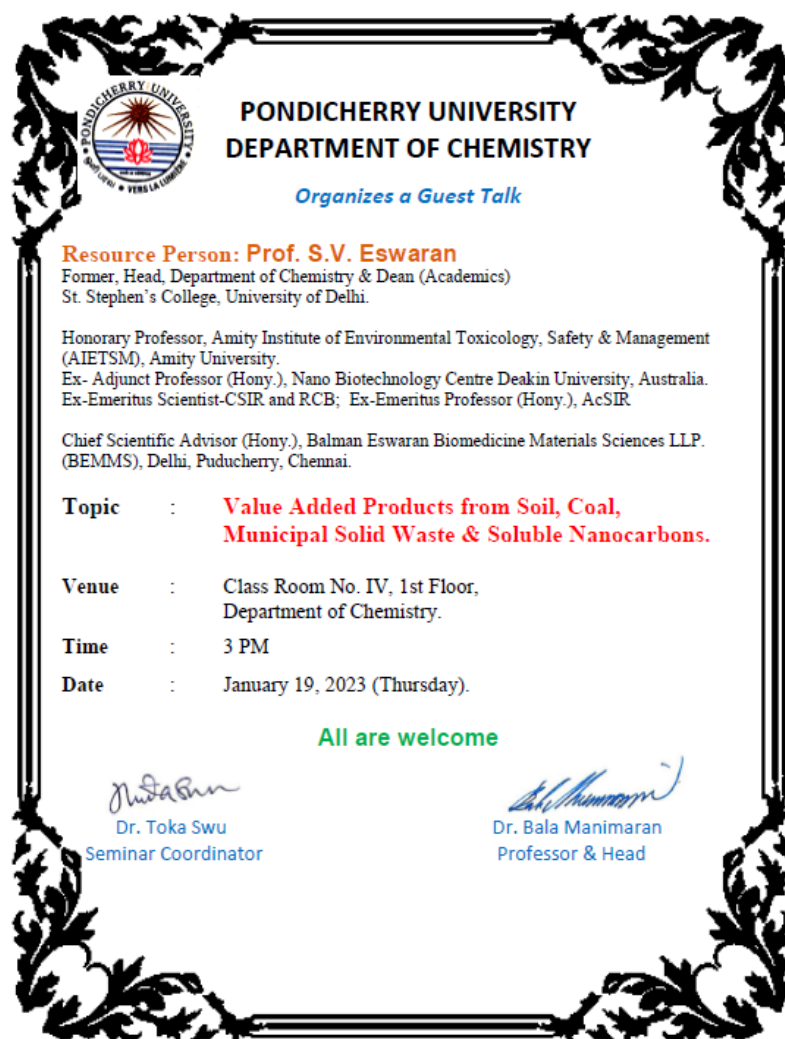 PONDICHERRY UNIVERSITY
VERS LA LUMIERE
PONDICHERRY UNIVERSITY
DEPARTMENT OF CHEMISTRY
Organizes a Guest Talk
Resource Person: Prof. S.V. Eswaran
Former, Head, Department of Chemistry & Dean (Academics)
St. Stephen's College, University of Delhi.
Honorary Professor, Amity Institute of Environmental Toxicology, Safety & Management
(AIETSM), Amity University.
Ex- Adjunct Professor (Hony.), Nano Biotechnology Centre Deakin University, Australia.
Ex-Emeritus Scientist-CSIR and RCB; Ex-Emeritus Professor (Hony.), AcSIR
Chief Scientific Advisor (Hony.), Balman Eswaran Biomedicine Materials Sciences LLP.
(BEMMS), Delhi, Puducherry, Chennai.
Topic : Value Added Products from Soil, Coal,
Municipal Solid Waste & Soluble Nanocarbons.
Venue : Class Room No. IV, 1st Floor,
Department of Chemistry.
Time : 3 PM
Date : January 19, 2023 (Thursday).
All are welcome
Dr. Toka Swu
Seminar Coordinator
Dr. Bala Manimaran
Professor & Head